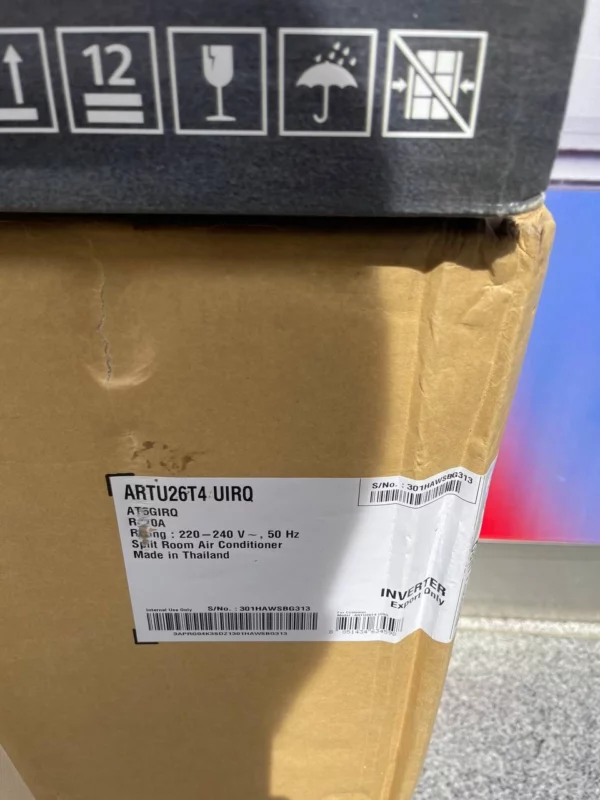 12
ARTU26T4 UIRQ
S/No. : 301HAWSBG313
Rating : 220-240 V ~, 50 Hz
Split Room Air Conditioner
Made in Thailand
INVERTER
Export Only
Internal Use Only
S/No. : 301HAWSBG313